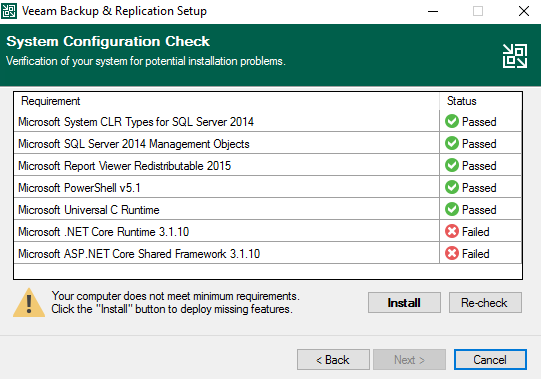 Veeam Backup & Replication Setup
System Configuration Check
Verification of your system for potential installation problems.
Requirement Status
Microsoft System CLR Types for SQL Server 2014 Passed
Microsoft SQL Server 2014 Management Objects Passed
Microsoft Report Viewer Redistributable 2015 Passed
Microsoft PowerShell v5.1 Passed
Microsoft Universal C Runtime Passed
Microsoft .NET Core Runtime 3.1.10 Failed
Microsoft ASP.NET Core Shared Framework 3.1.10 Failed
Your computer does not meet minimum requirements.
Click the "Install" button to deploy missing features.
Install Re-check
< Back Next > Cancel